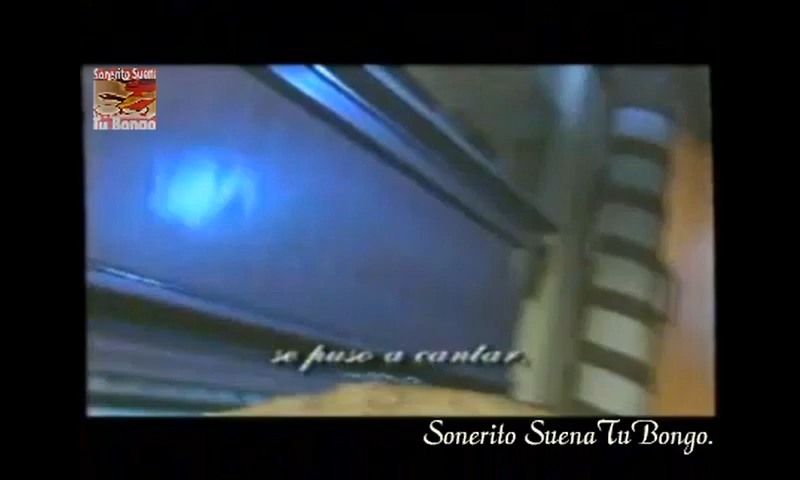 Sonerito Suena
Tu Bongo
se puso a cantar.
Sonerito Suena Tu Bongo.